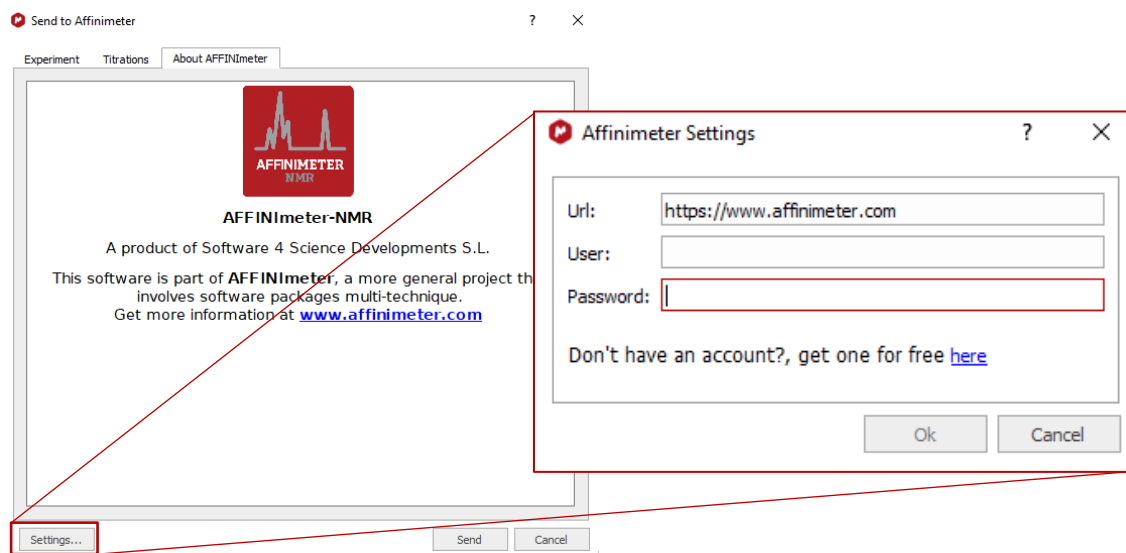 Send to Affinimeter ? ✕
Experiment Titrations About AFFINImeter
AFFINIMETER
NMR
AFFINImeter-NMR
A product of Software 4 Science Developments S.L.
This software is part of AFFINImeter, a more general project th
involves software packages multi-technique.
Get more information at www.affinimeter.com
Settings... Send Cancel
Affinimeter Settings ? ✕
Url: https://www.affinimeter.com
User:
Password:
Don't have an account?, get one for free here
Ok Cancel